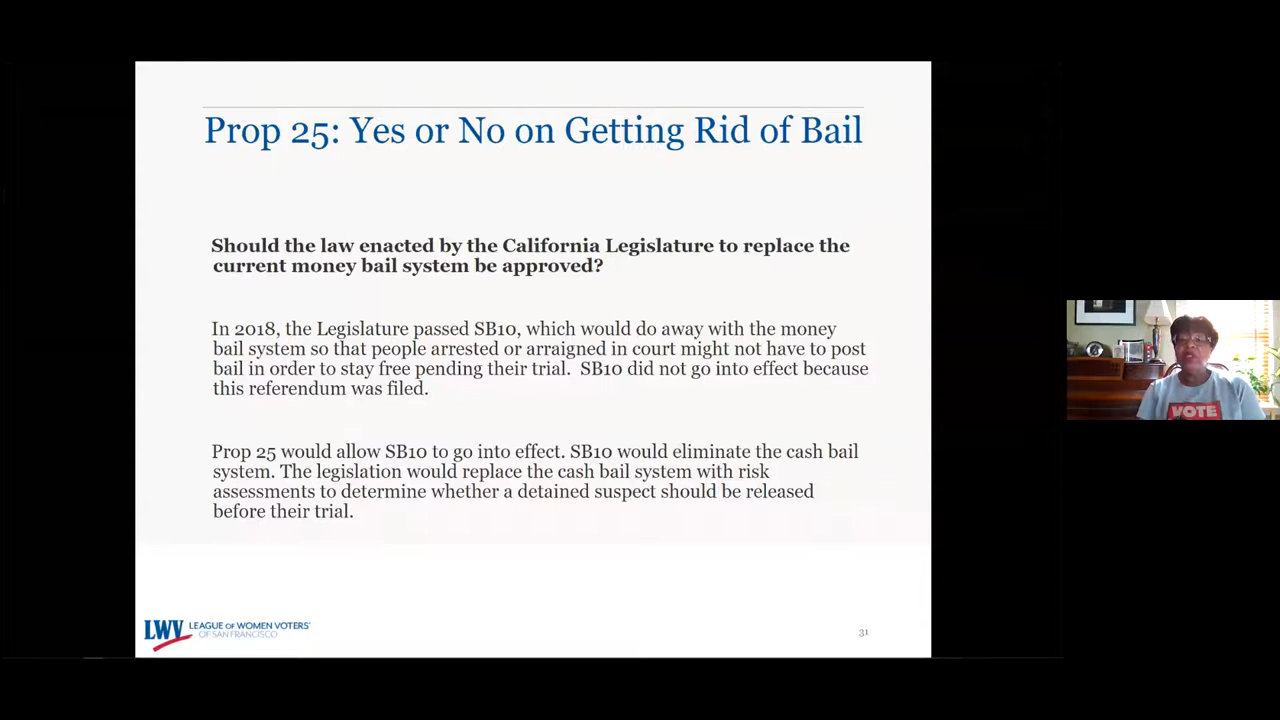 Prop 25: Yes or No on Getting Rid of Bail
Should the law enacted by the California Legislature to replace the
current money bail system be approved?
In 2018, the Legislature passed SB10, which would do away with the money
bail system so that people arrested or arraigned in court might not have to post
bail in order to stay free pending their trial.  SB10 did not go into effect because
this referendum was filed.
Prop 25 would allow SB10 to go into effect. SB10 would eliminate the cash bail
system. The legislation would replace the cash bail system with risk
assessments to determine whether a detained suspect should be released
before their trial.
LWV LEAGUE OF WOMEN VOTERS®
OF SAN FRANCISCO
31
VOTE